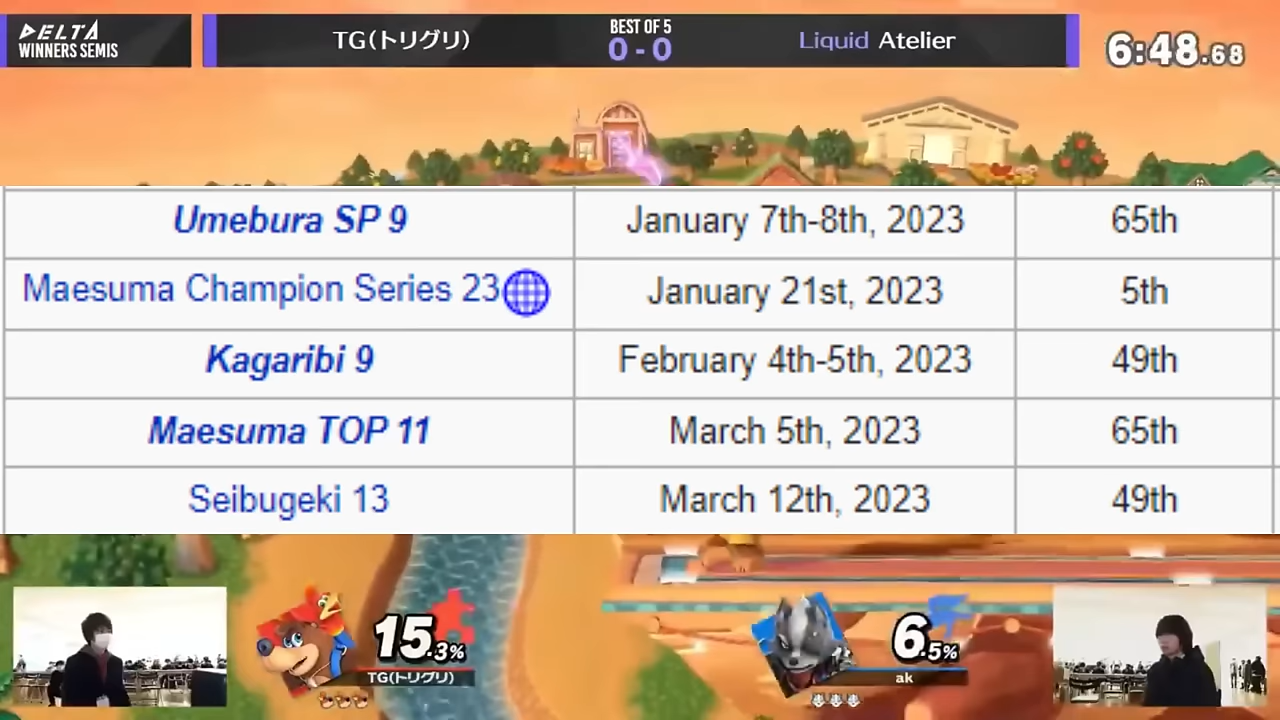 DELTA
WINNERS SEMIS
TG(トリグリ)
BEST OF 5
0 - 0
Liquid Atelier
6:48.68
Umebura SP 9 January 7th-8th, 2023 65th
Maesuma Champion Series 23 January 21st, 2023 5th
Kagaribi 9 February 4th-5th, 2023 49th
Maesuma TOP 11 March 5th, 2023 65th
Seibugeki 13 March 12th, 2023 49th
15.3%
TG(トリグリ)
6.5%
ak